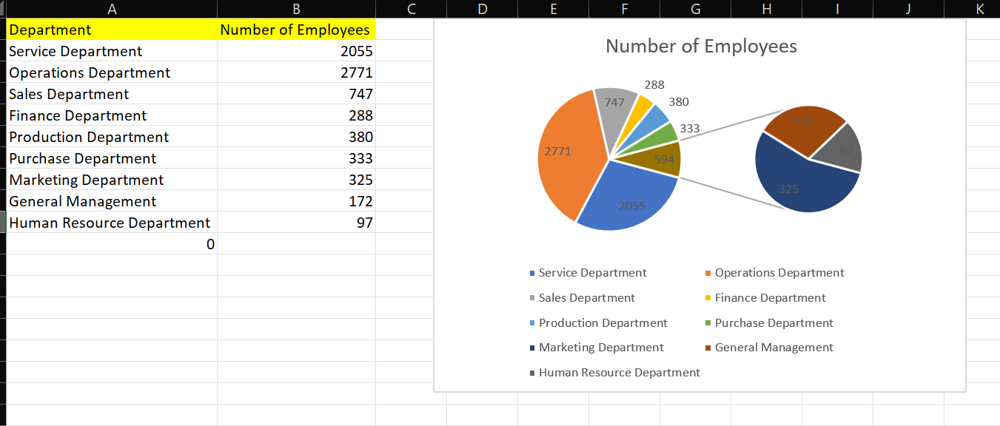 A B C D E F G H I J K
Department Number of Employees
Service Department 2055
Operations Department 2771
Sales Department 747
Finance Department 288
Production Department 380
Purchase Department 333
Marketing Department 325
General Management 172
Human Resource Department 97
0
Number of Employees
288
747
380
333
2771
594
2055
172
97
325
Service Department Operations Department
Sales Department Finance Department
Production Department Purchase Department
Marketing Department General Management
Human Resource Department